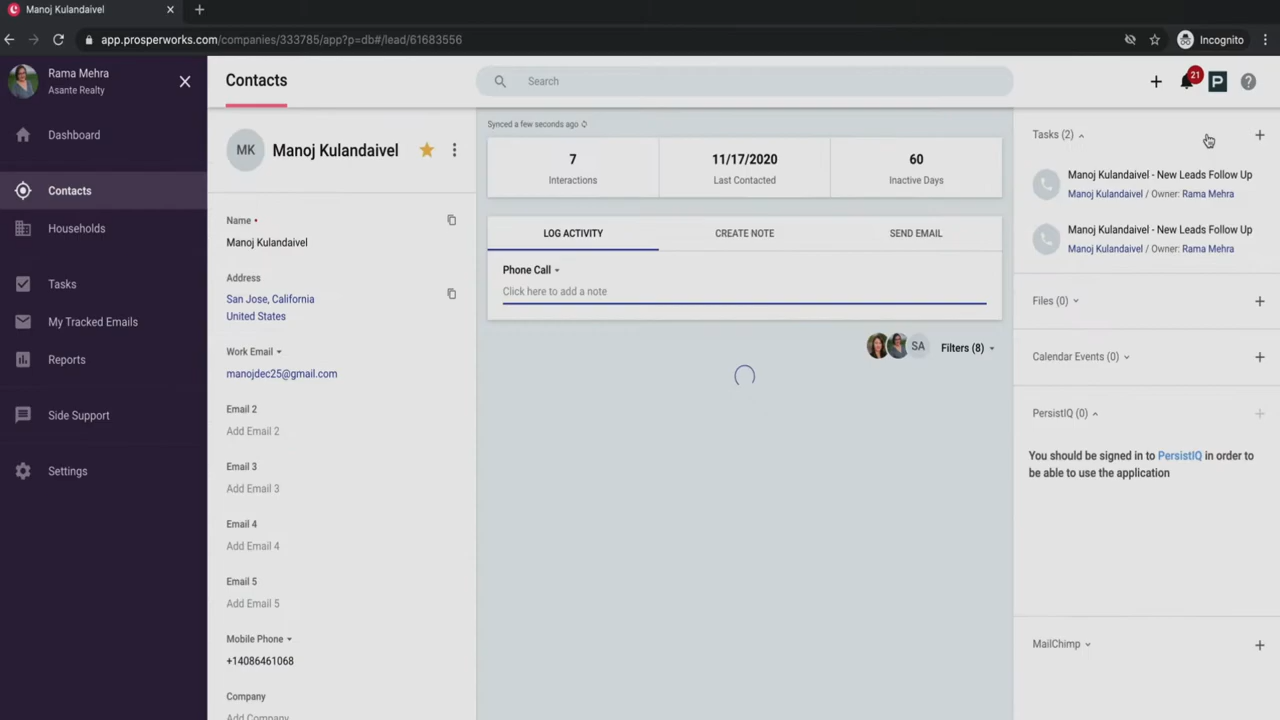 Manoj Kulandaivel
app.prosperworks.com/companies/333785/app?p=db#/lead/61683556
Incognito
Rama Mehra
Asante Realty
Dashboard
Contacts
Households
Tasks
My Tracked Emails
Reports
Side Support
Settings
Contacts
Search
21
P
?
MK
Manoj Kulandaivel
Name
Manoj Kulandaivel
Address
San Jose, California
United States
Work Email
manojdec25@gmail.com
Email 2
Add Email 2
Email 3
Add Email 3
Email 4
Add Email 4
Email 5
Add Email 5
Mobile Phone
+14086461068
Company
Add Company
Synced a few seconds ago
7
Interactions
11/17/2020
Last Contacted
60
Inactive Days
LOG ACTIVITY
CREATE NOTE
SEND EMAIL
Phone Call
Click here to add a note
SA
Filters (8)
Tasks (2)
Manoj Kulandaivel - New Leads Follow Up
Manoj Kulandaivel / Owner: Rama Mehra
Manoj Kulandaivel - New Leads Follow Up
Manoj Kulandaivel / Owner: Rama Mehra
Files (0)
Calendar Events (0)
PersistIQ (0)
You should be signed in to PersistIQ in order to
be able to use the application
MailChimp